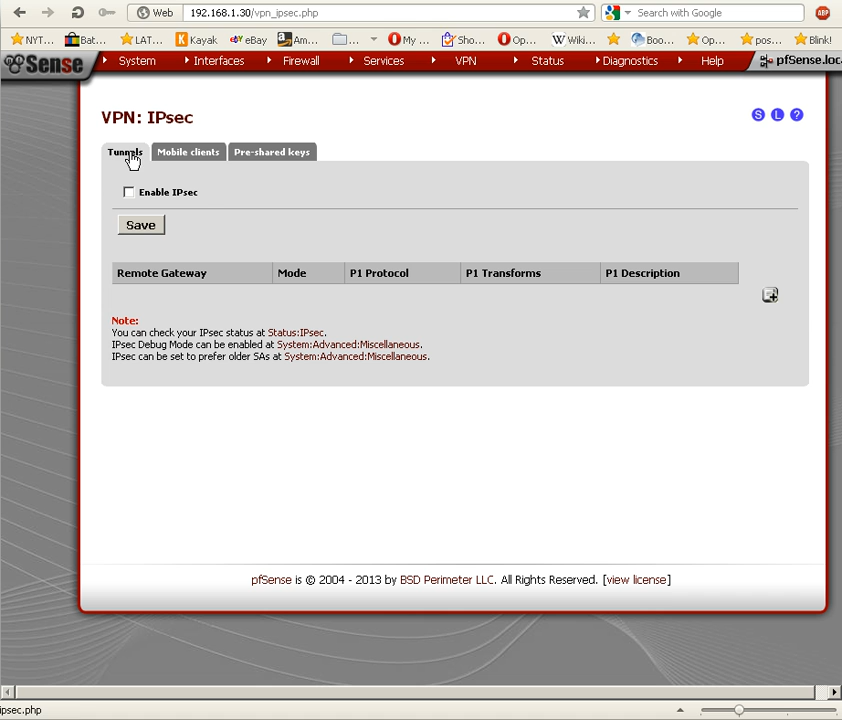 Web 192.168.1.30/vpn_ipsec.php Search with Google ABP
NYT... Bat... LAT... Kayak eBay Am... ... My ... Sho... Op... Wiki... Boo... Op... pos... Blink!
Sense System Interfaces Firewall Services VPN Status Diagnostics Help pfSense.loca
VPN: IPsec
S L ?
Tunnels Mobile clients Pre-shared keys
Enable IPsec
Save
Remote Gateway Mode P1 Protocol P1 Transforms P1 Description
Note:
You can check your IPsec status at Status:IPsec.
IPsec Debug Mode can be enabled at System:Advanced:Miscellaneous.
IPsec can be set to prefer older SAs at System:Advanced:Miscellaneous.
pfSense is © 2004 - 2013 by BSD Perimeter LLC. All Rights Reserved. [view license]
ipsec.php